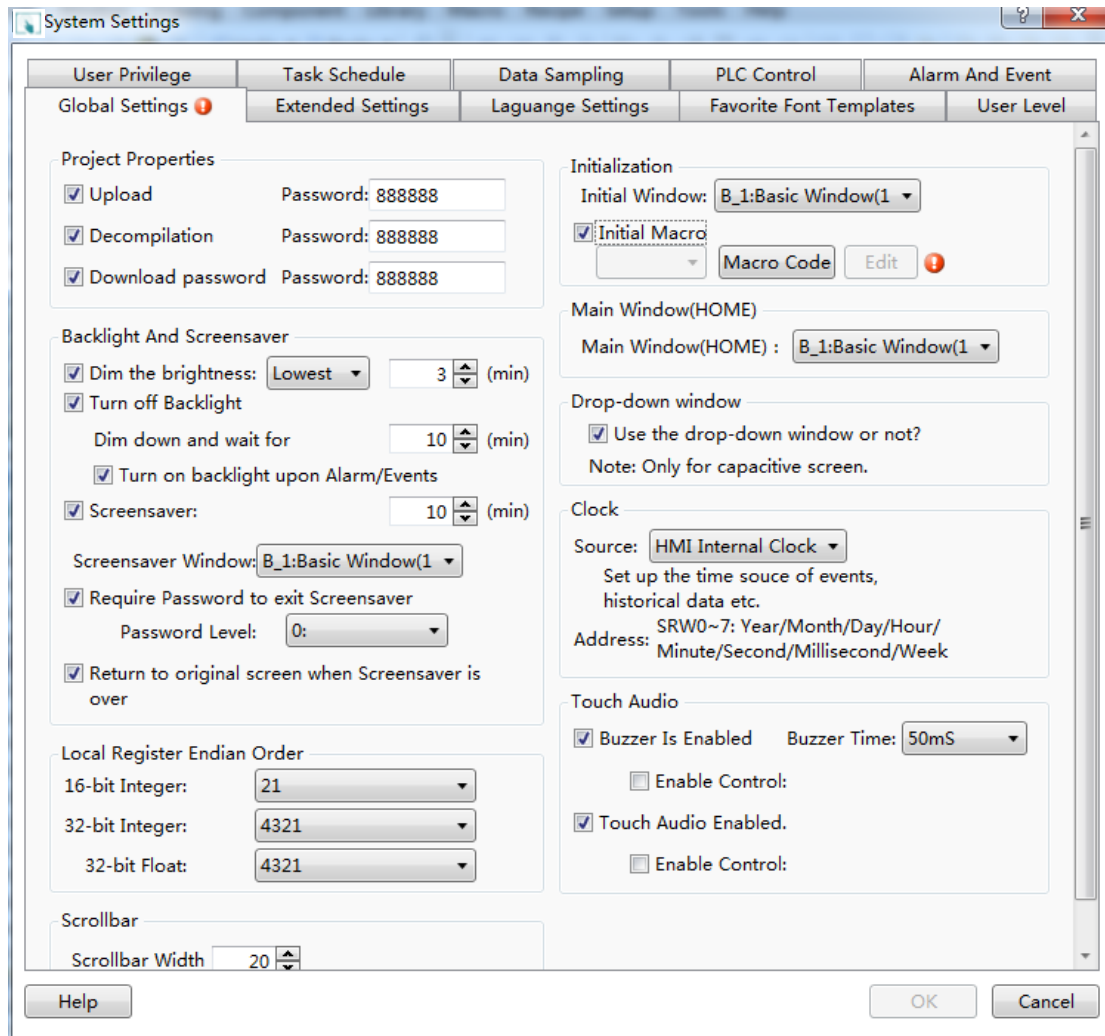 System Settings
User Privilege
Task Schedule
Data Sampling
PLC Control
Alarm And Event
Global Settings
Extended Settings
Laguange Settings
Favorite Font Templates
User Level
Project Properties
Upload Password: 888888
Decompilation Password: 888888
Download password Password: 888888
Backlight And Screensaver
Dim the brightness: Lowest 3 (min)
Turn off Backlight
Dim down and wait for 10 (min)
Turn on backlight upon Alarm/Events
Screensaver: 10 (min)
Screensaver Window: B_1:Basic Window(1
Require Password to exit Screensaver
Password Level: 0:
Return to original screen when Screensaver is
over
Local Register Endian Order
16-bit Integer: 21
32-bit Integer: 4321
32-bit Float: 4321
Scrollbar
Scrollbar Width 20
Initialization
Initial Window: B_1:Basic Window(1
Initial Macro
Macro Code Edit
Main Window(HOME)
Main Window(HOME) : B_1:Basic Window(1
Drop-down window
Use the drop-down window or not?
Note: Only for capacitive screen.
Clock
Source: HMI Internal Clock
Set up the time souce of events,
historical data etc.
Address: SRW0~7: Year/Month/Day/Hour/
Minute/Second/Millisecond/Week
Touch Audio
Buzzer Is Enabled Buzzer Time: 50mS
Enable Control:
Touch Audio Enabled.
Enable Control:
Help
OK
Cancel